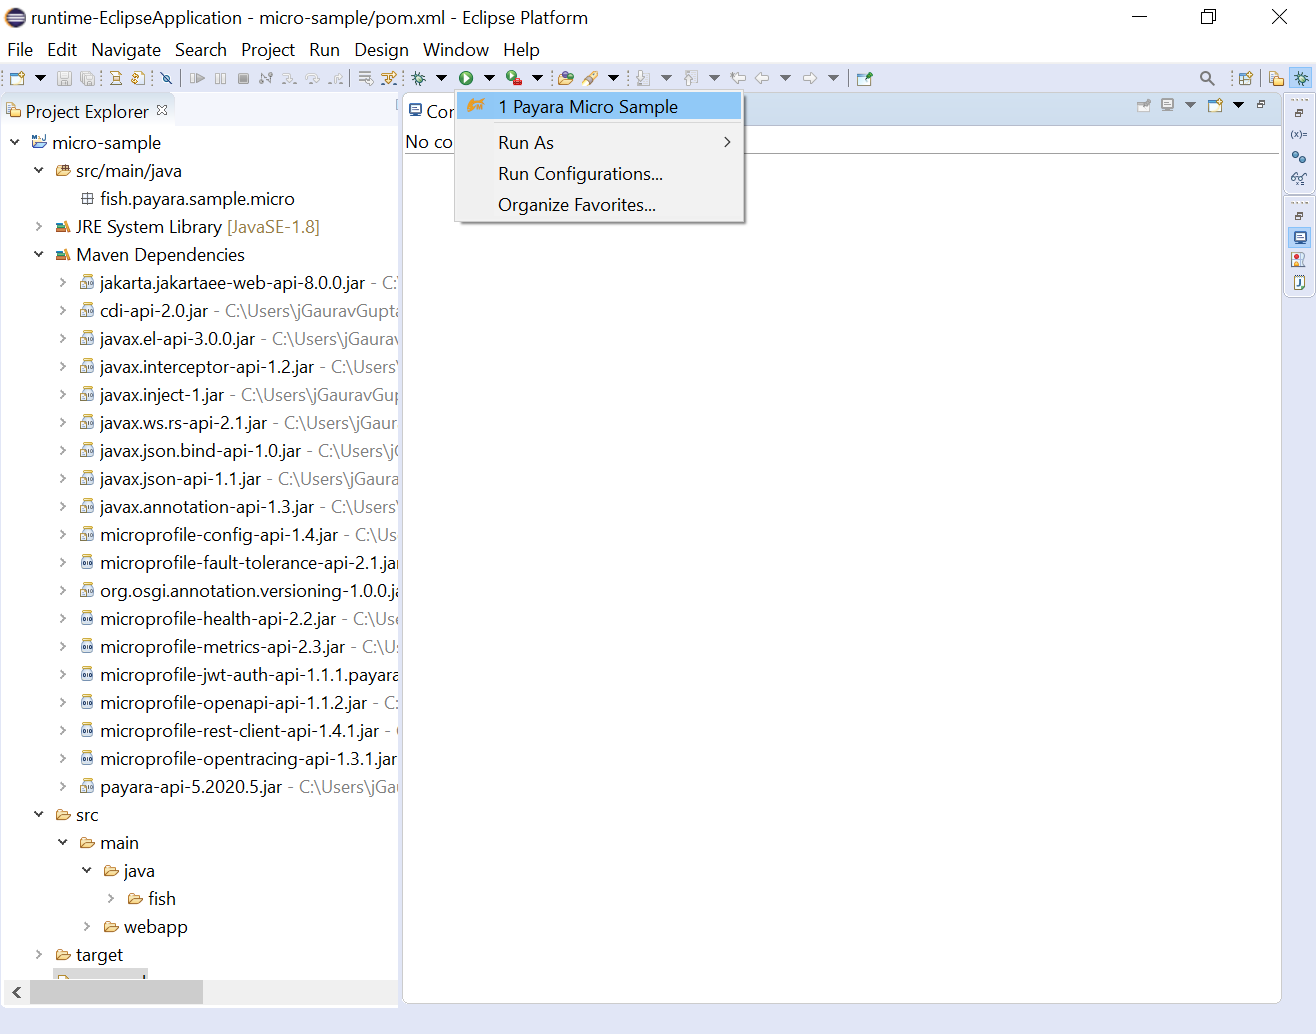 runtime-EclipseApplication - micro-sample/pom.xml - Eclipse Platform
File Edit Navigate Search Project Run Design Window Help
Project Explorer
Con
No co
1 Payara Micro Sample
Run As
Run Configurations...
Organize Favorites...
micro-sample
src/main/java
fish.payara.sample.micro
JRE System Library [JavaSE-1.8]
Maven Dependencies
jakarta.jakartaee-web-api-8.0.0.jar - C:
cdi-api-2.0.jar - C:\Users\jGauravGupta
javax.el-api-3.0.0.jar - C:\Users\jGaurav
javax.interceptor-api-1.2.jar - C:\Users\
javax.inject-1.jar - C:\Users\jGauravGup
javax.ws.rs-api-2.1.jar - C:\Users\jGaur
javax.json.bind-api-1.0.jar - C:\Users\jG
javax.json-api-1.1.jar - C:\Users\jGaura
javax.annotation-api-1.3.jar - C:\Users\
microprofile-config-api-1.4.jar - C:\Us
microprofile-fault-tolerance-api-2.1.jar
org.osgi.annotation.versioning-1.0.0.ja
microprofile-health-api-2.2.jar - C:\Use
microprofile-metrics-api-2.3.jar - C:\U
microprofile-jwt-auth-api-1.1.1.payara
microprofile-openapi-api-1.1.2.jar - C:
microprofile-rest-client-api-1.4.1.jar -
microprofile-opentracing-api-1.3.1.jar
payara-api-5.2020.5.jar - C:\Users\jGau
src
main
java
fish
webapp
target